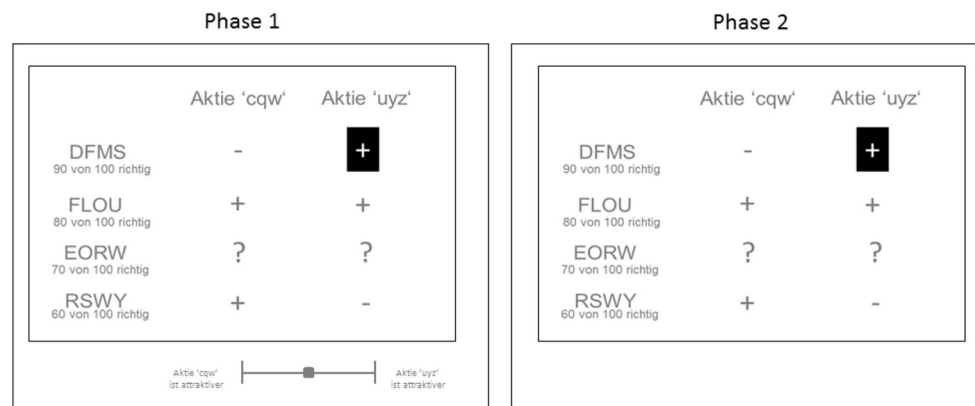 Phase 1
Aktie ‘cqw‘ Aktie ‘uyz‘
DFMS - +
90 von 100 richtig
FLOU + +
80 von 100 richtig
EORW ? ?
70 von 100 richtig
RSWY + -
60 von 100 richtig
Aktie ‘cqw‘ Aktie ‘uyz‘
ist attraktiver ist attraktiver
Phase 2
Aktie ‘cqw‘ Aktie ‘uyz‘
DFMS - +
90 von 100 richtig
FLOU + +
80 von 100 richtig
EORW ? ?
70 von 100 richtig
RSWY + -
60 von 100 richtig